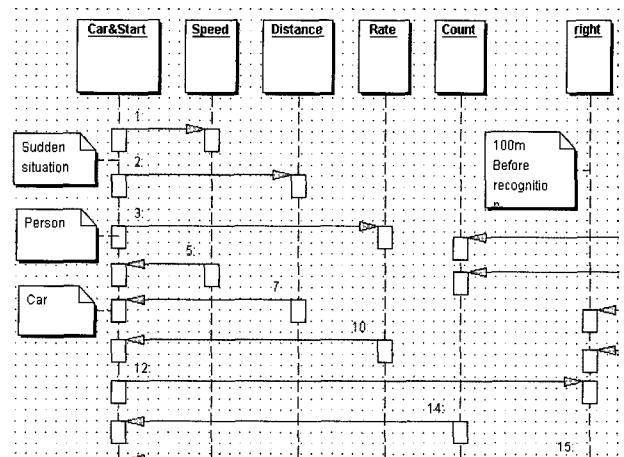 Car&Start Speed Distance Rate Count right
1
Sudden
situation
100m
Before
recognitio
2:
Person
3:
5:
Car
7
10
12:
14:
15: